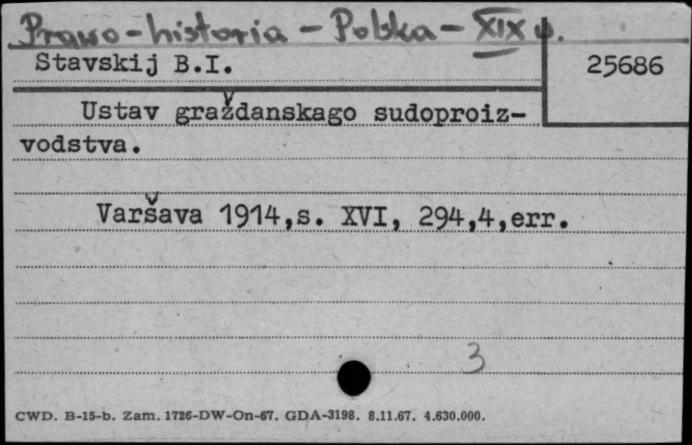 Prawo-historia - Polska - XIX w.
Stavskij B.I.
25686
Ustav graždanskago sudoproiz-
vodstva.
Varšava 1914,s. XVI, 294,4,err.
3
CWD. B-15-b. Zam. 1726-DW-On-67. GDA-3198. 8.11.67. 4.630.000.